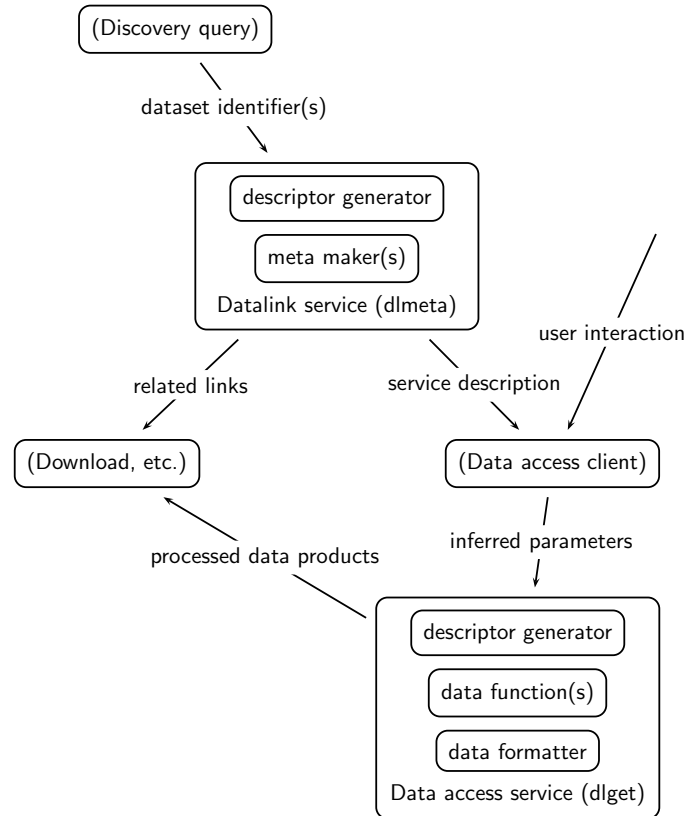 (Discovery query)
dataset identifier(s)
descriptor generator
meta maker(s)
Datalink service (dlmeta)
user interaction
related links
service description
(Download, etc.)
(Data access client)
inferred parameters
processed data products
descriptor generator
data function(s)
data formatter
Data access service (dlget)